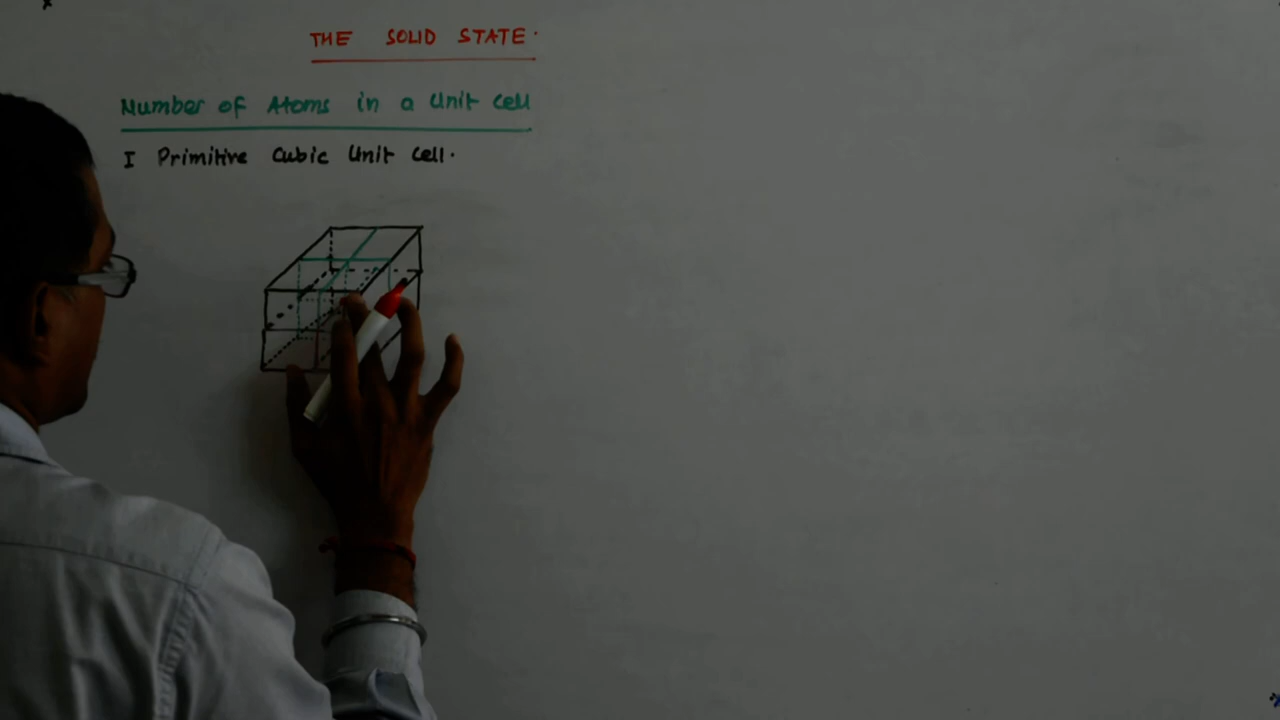 THE SOLID STATE.
Number of Atoms in a Unit Cell
I Primitive Cubic Unit Cell.